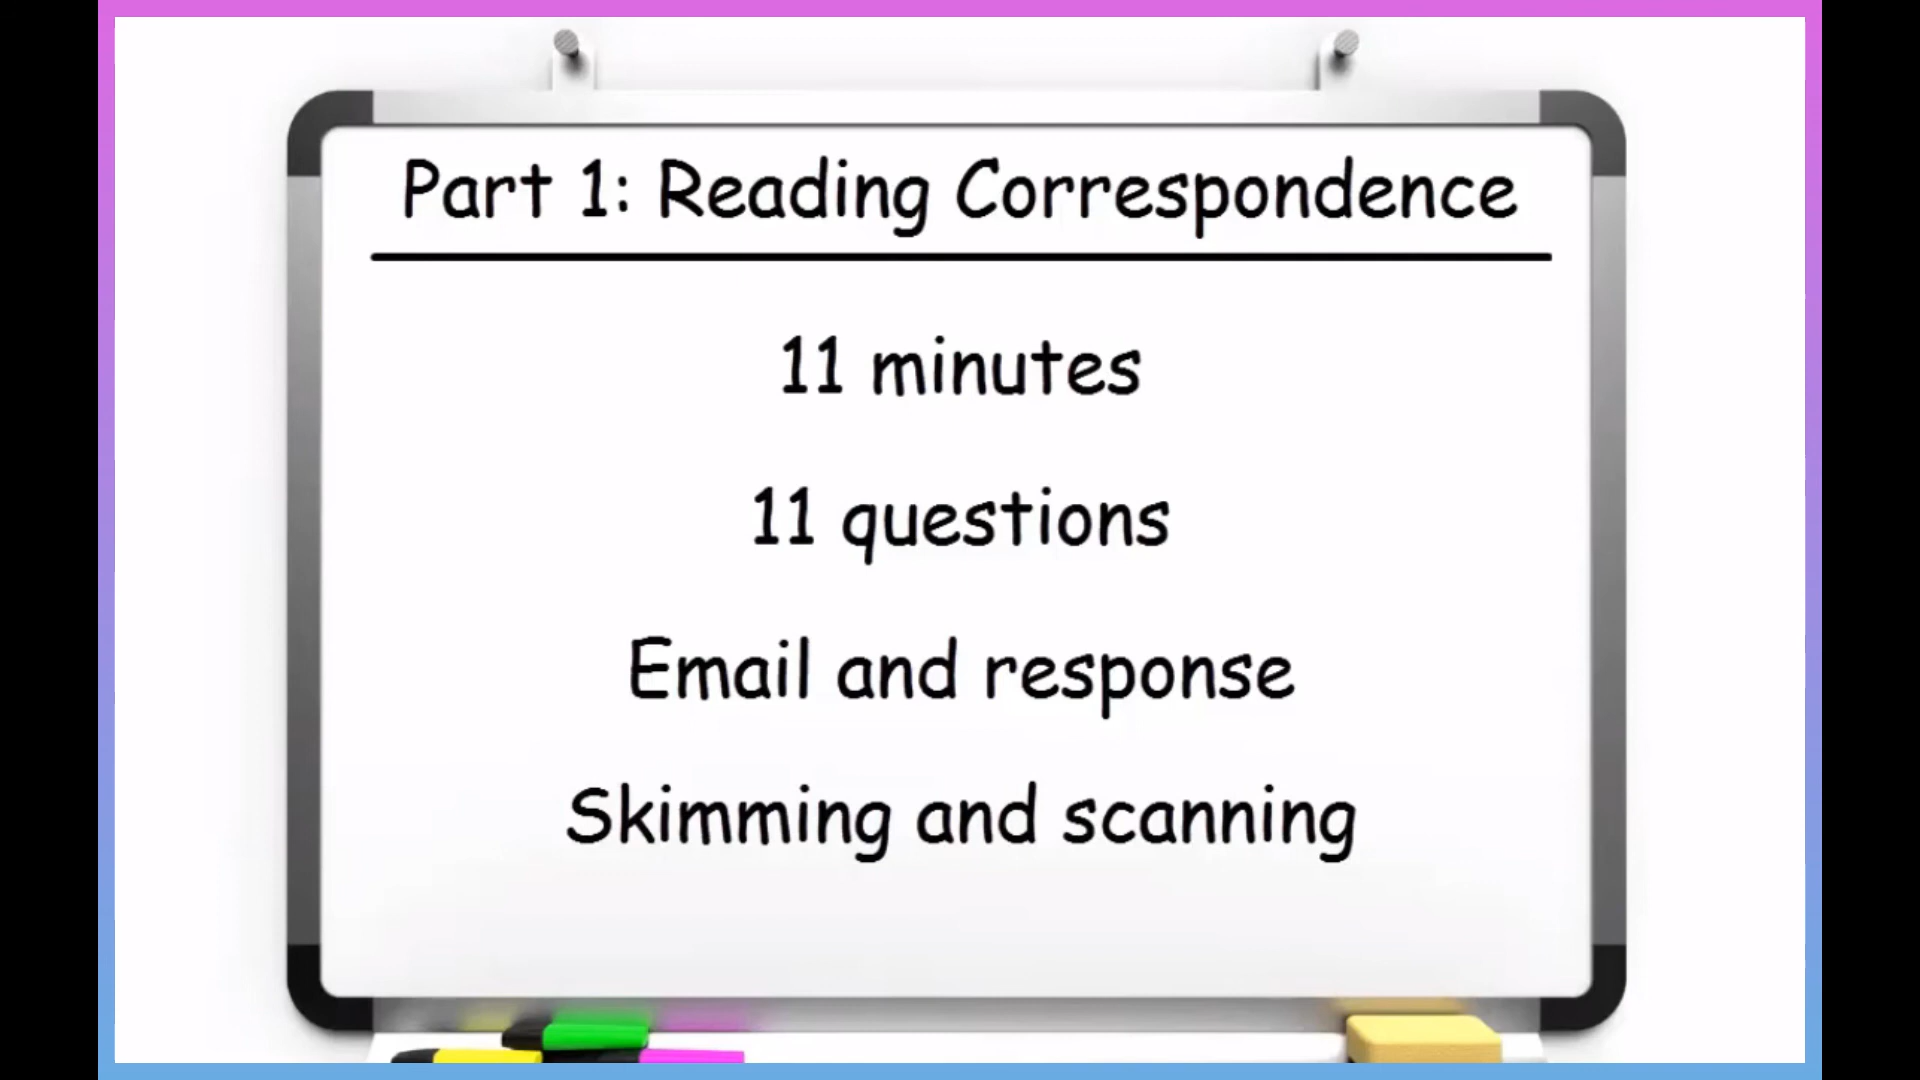 Part 1: Reading Correspondence
11 minutes
11 questions
Email and response
Skimming and scanning